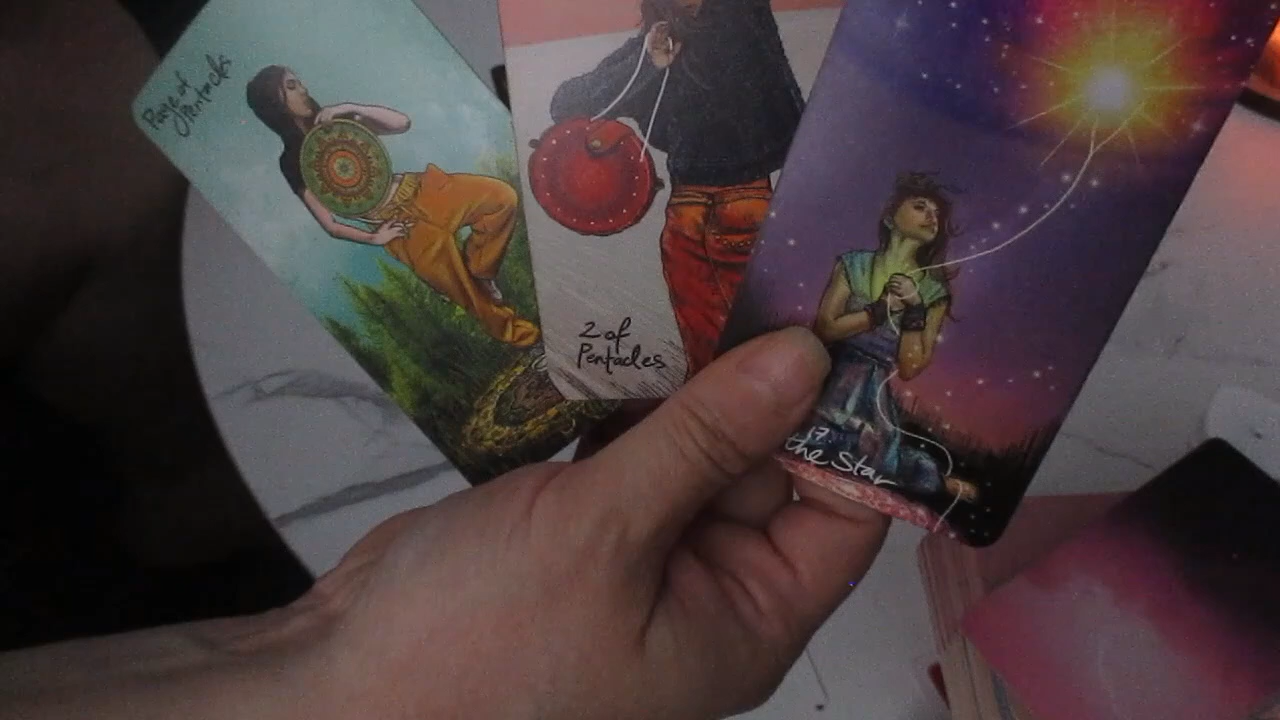 Page of
Pentacles
2 of
Pentacles
17
the Star